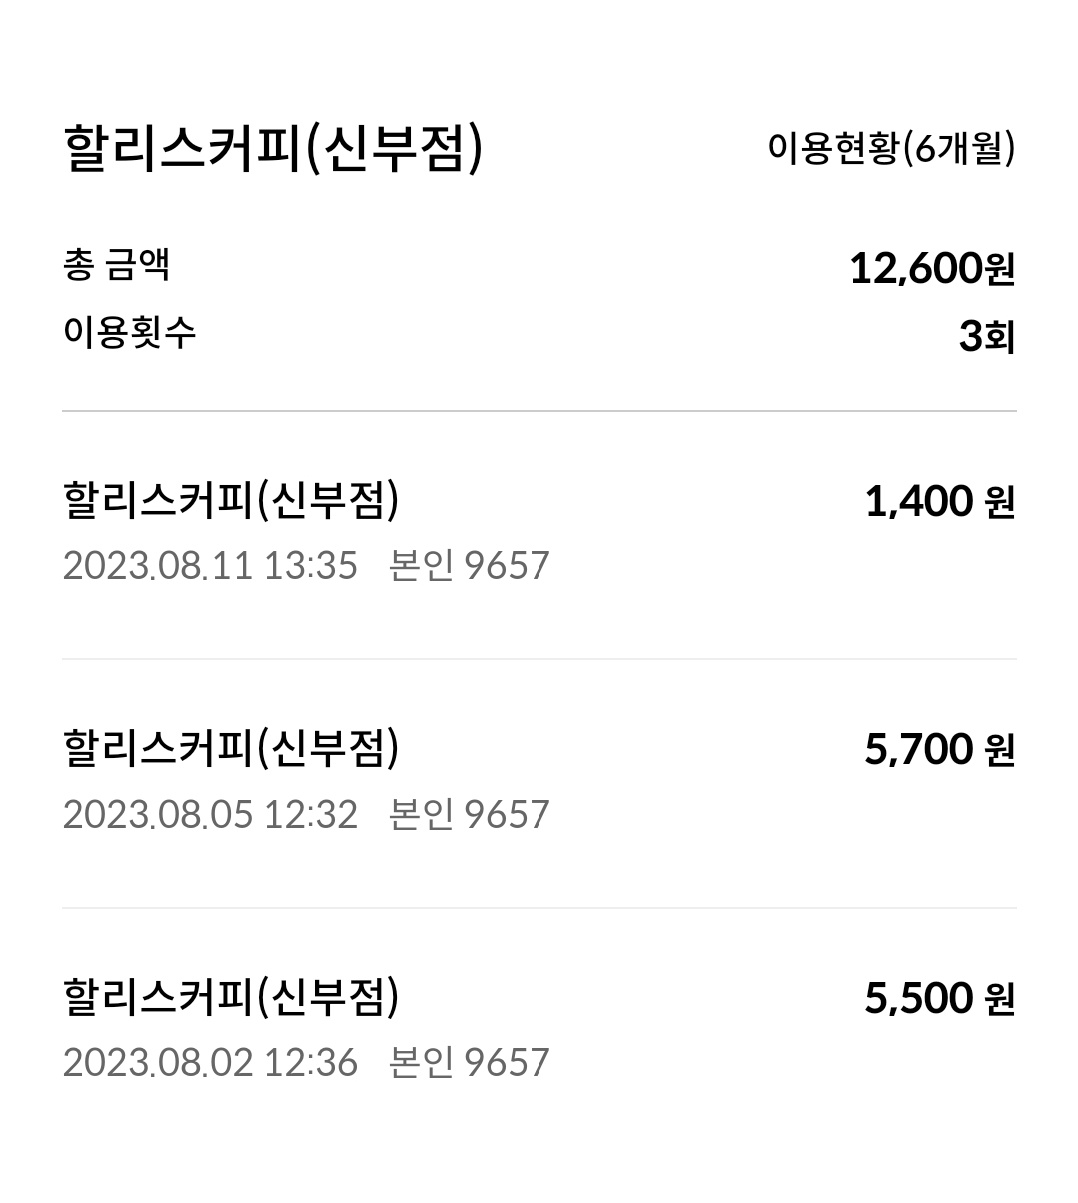 할리스커피(신부점) 이용현황(6개월)
총 금액 12,600원
이용횟수 3회
할리스커피(신부점) 1,400 원
2023.08.11 13:35 본인 9657
할리스커피(신부점) 5,700 원
2023.08.05 12:32 본인 9657
할리스커피(신부점) 5,500 원
2023.08.02 12:36 본인 9657